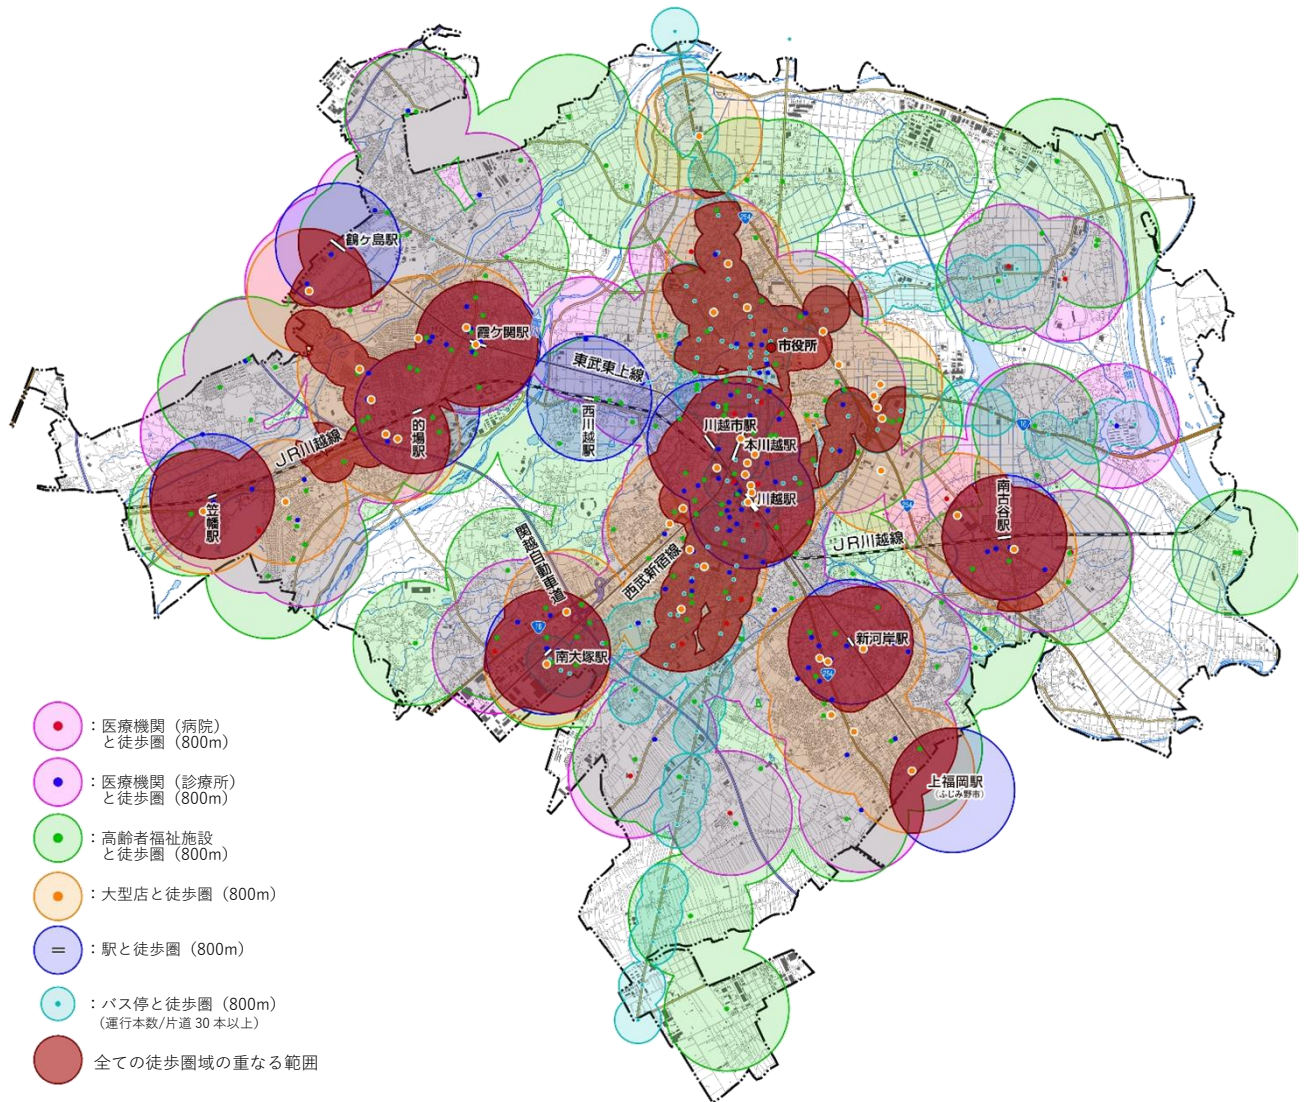 鶴ヶ島駅
254
霞ケ関駅
市役所
東武東上線
西川越駅
川越市駅
本川越駅
的場駅
JR川越線
川越駅
笠幡駅
南古谷駅
関越自動車道
西武新宿線
JR川越線
16
南大塚駅
新河岸駅
254
上福岡駅
(ふじみ野市)
:医療機関(病院)
と徒歩圏(800m)
:医療機関(診療所)
と徒歩圏(800m)
:高齢者福祉施設
と徒歩圏(800m)
:大型店と徒歩圏(800m)
:駅と徒歩圏(800m)
:バス停と徒歩圏(800m)
(運行本数/片道30本以上)
全ての徒歩圏域の重なる範囲